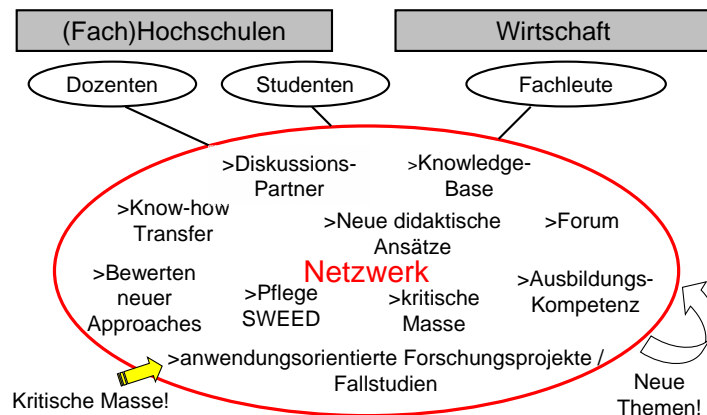 (Fach)Hochschulen
Wirtschaft
Dozenten
Studenten
Fachleute
>Diskussions-
Partner
>Knowledge-
Base
>Know-how
Transfer
>Neue didaktische
Ansätze
>Forum
Netzwerk
>Bewerten
neuer
Approaches
>Pflege
SWEED
>kritische
Masse
>Ausbildungs-
Kompetenz
>anwendungsorientierte Forschungsprojekte /
Fallstudien
Kritische Masse!
Neue
Themen!